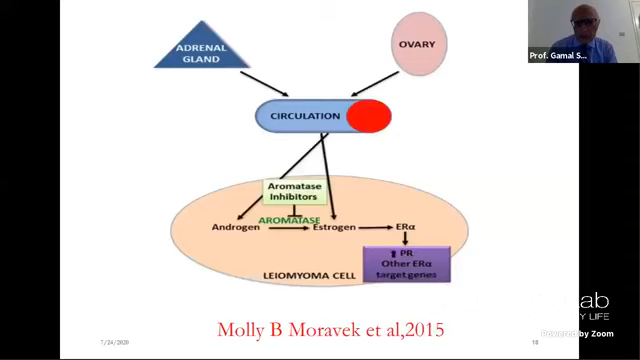 ADRENAL
GLAND
OVARY
Prof. Gamal S...
CIRCULATION
Aromatase
Inhibitors
AROMATASE
Androgen
Estrogen
ERα
PR
Other ERα
target genes
LEIOMYOMA CELL
Molly B Moravek et al,2015
7/24/2020
18
Powered by Zoom